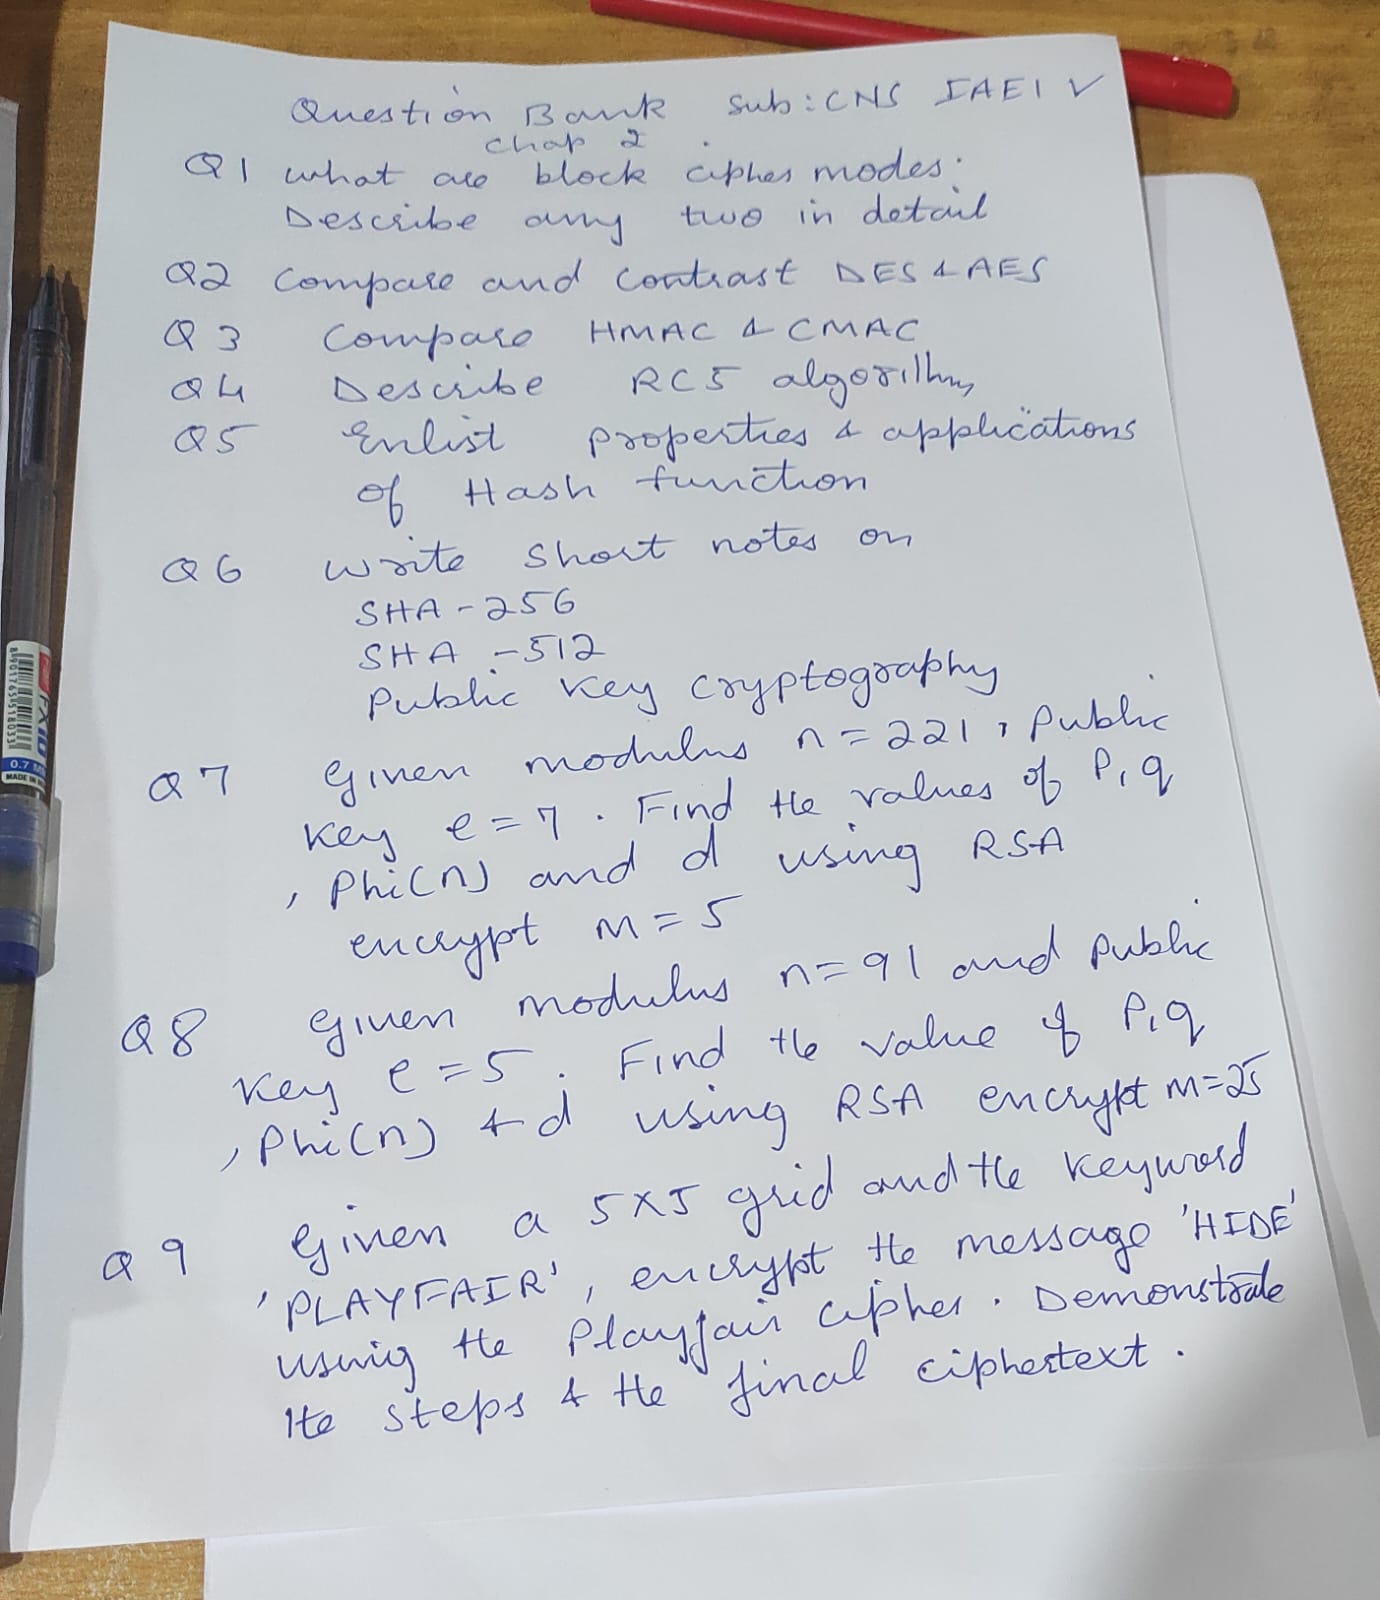 Question Bank Sub: CNS IAE1 V
Chap 2
Q1 what are block cipher modes.
Describe any two in detail
Q2 Compare and Contrast DES & AES
Q3 Compare HMAC & CMAC
Q4 Describe RC5 algorithm
Q5 Enlist properties & applications
of Hash function
Q6 Write Short notes on
SHA-256
SHA-512
Public Key Cryptography
Q7 Given modulus n=221, Public
Key e=7. Find the values of P,q
, Phi(n) and d using RSA
encrypt M=5
Q8 Given modulus n=91 and Public
Key e=5. Find the value of P,q
, Phi(n) & d using RSA encrypt M=25
Q9 Given a 5X5 grid and the Keyword
'PLAYFAIR', encrypt the message 'HIDE'
using the Playfair cipher. Demonstrate
the steps & the final ciphertext.
0.7